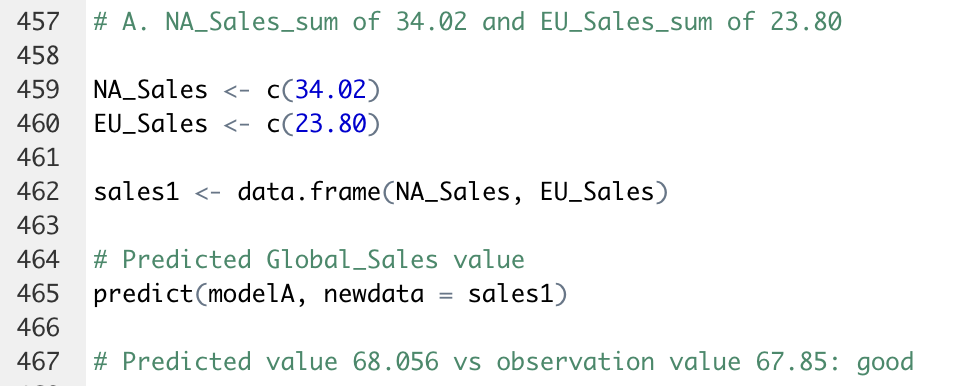 457 # A. NA_Sales_sum of 34.02 and EU_Sales_sum of 23.80
458
459 NA_Sales <- c(34.02)
460 EU_Sales <- c(23.80)
461
462 sales1 <- data.frame(NA_Sales, EU_Sales)
463
464 # Predicted Global_Sales value
465 predict(modelA, newdata = sales1)
466
467 # Predicted value 68.056 vs observation value 67.85: good